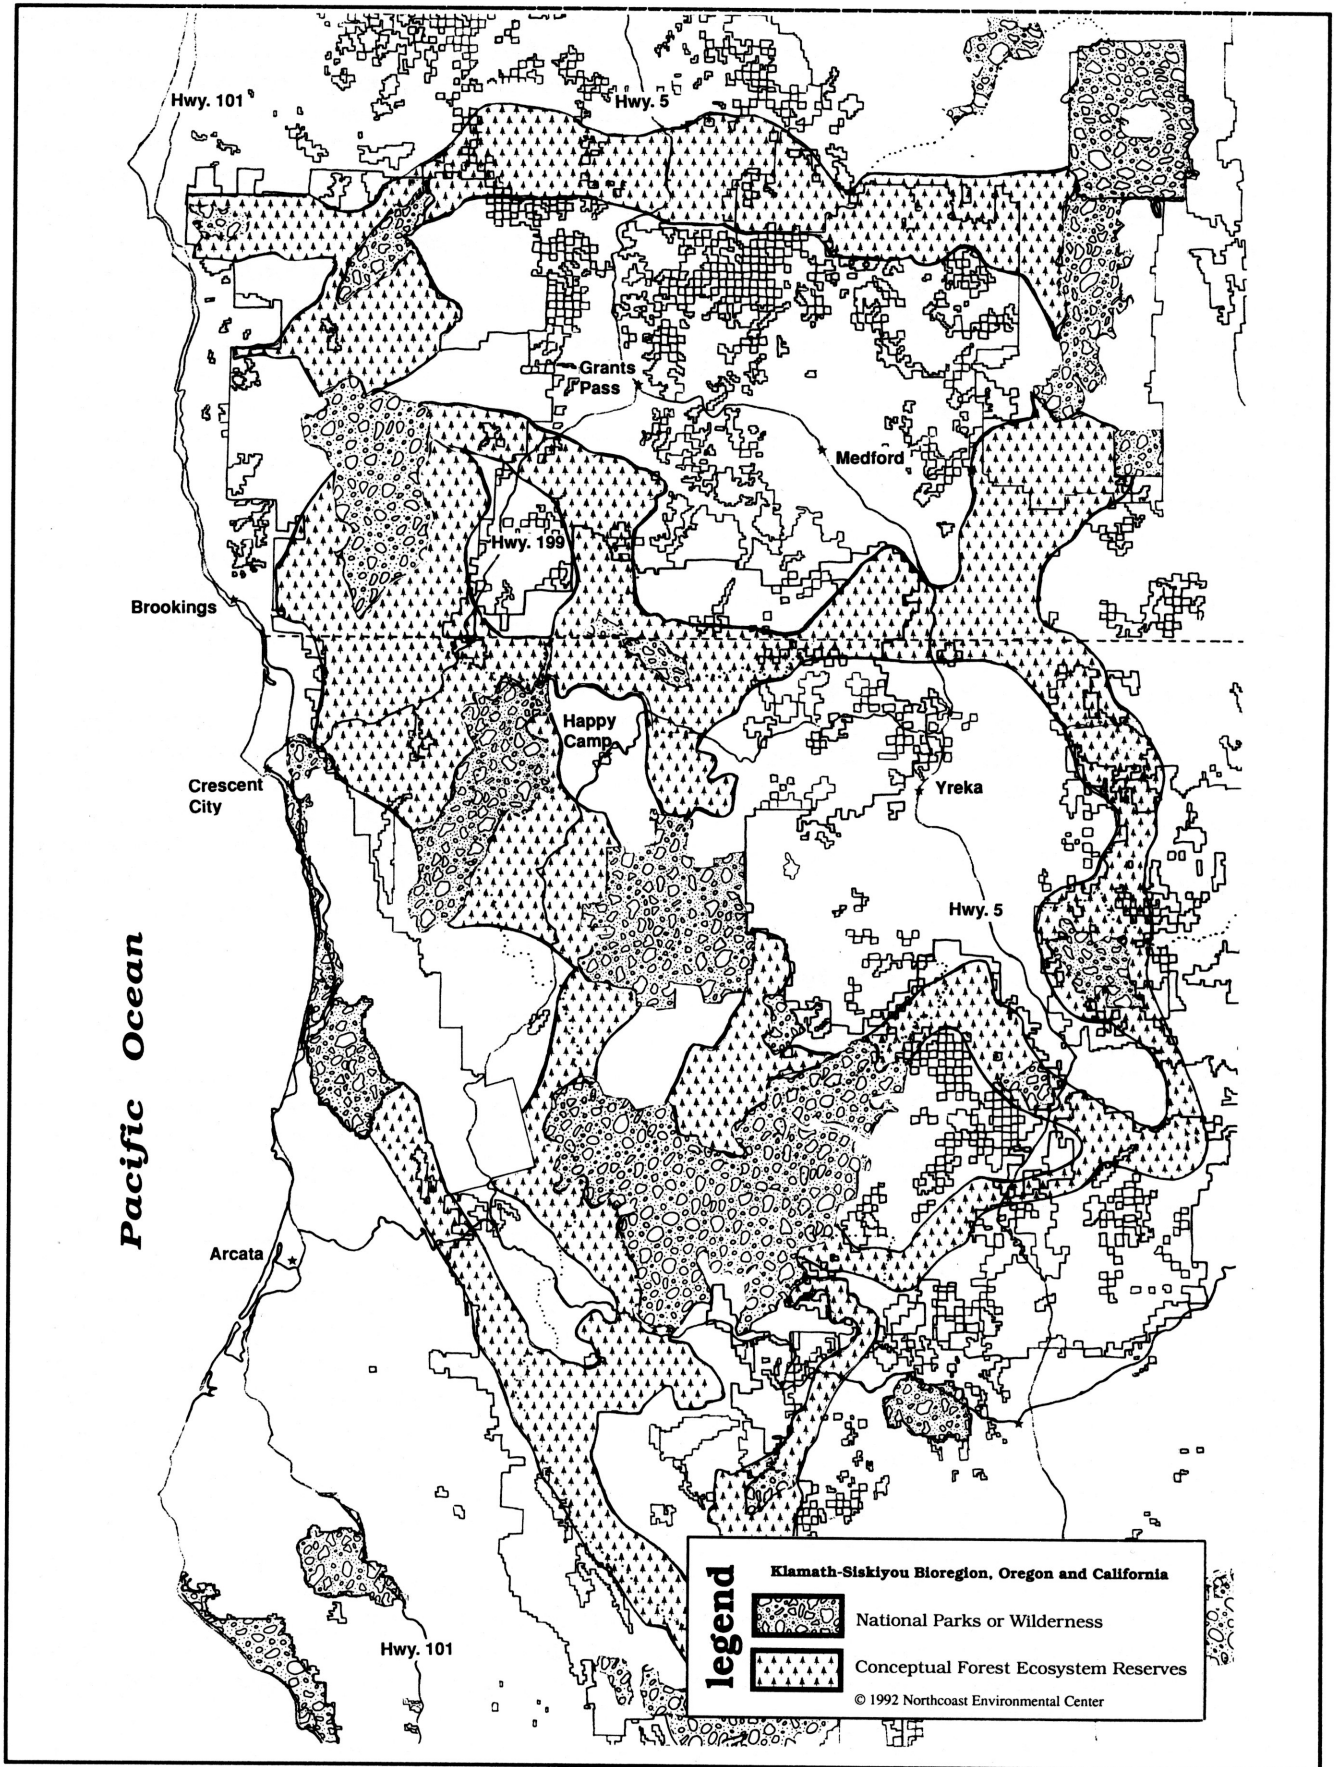 Hwy. 101
Hwy. 5
Grants
Pass
Medford
Hwy. 199
Brookings
Happy
Camp
Crescent
City
Yreka
Hwy. 5
Pacific Ocean
Arcata
Hwy. 101
legend
Klamath-Siskiyou Bioregion, Oregon and California
National Parks or Wilderness
Conceptual Forest Ecosystem Reserves
© 1992 Northcoast Environmental Center